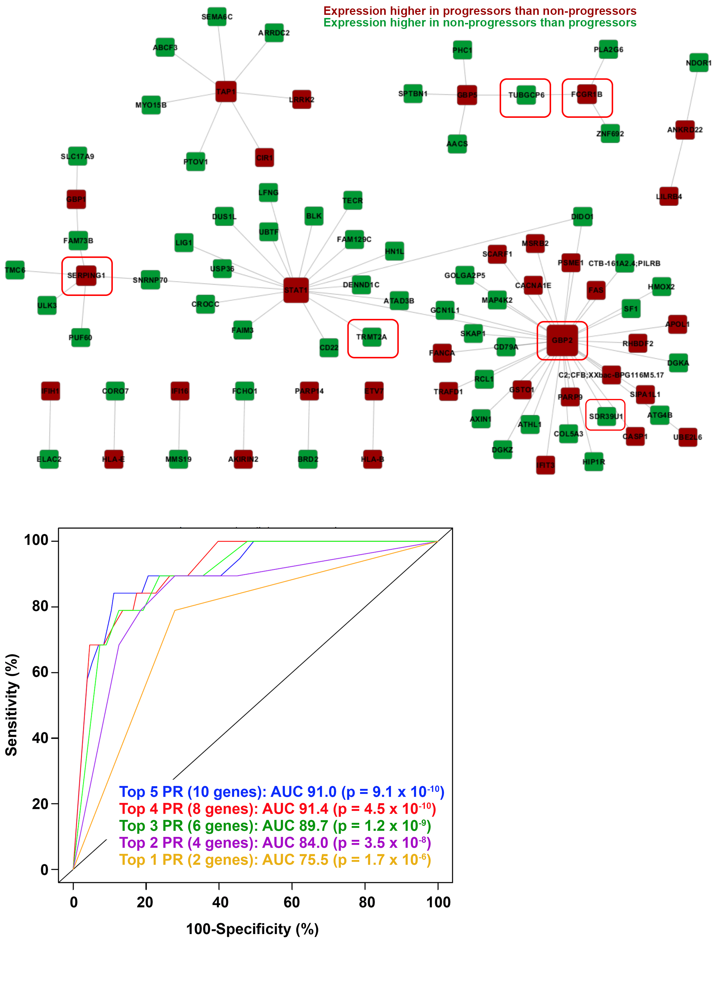 Expression higher in progressors than non-progressors
Expression higher in non-progressors than progressors
SEMA6C
ARRDC2
ABCF3
PHC1
PLA2G6
NDOR1
TAP1
LRRK2
MYO15B
SPTBN1
GBP5
TUBGCP6
FCGR1B
ANKRD22
ZNF692
AACS
SLC17A9
CIR1
PTOV1
LFNG
LILRB4
GBP1
TECR
DUS1L
BLK
DIDO1
UBTF
FAM73B
LIG1
FAM129C
MSRB2
HN1L
SCARF1
PSME1
CTB-161A2.4;PILRB
TMC6
SERPING1
USP36
GOLGA2P5
SNRNP70
DENND1C
CACNA1E
HMOX2
STAT1
FAS
MAP4K2
ATAD3B
ULK3
CROCC
GCN1L1
SF1
APOL1
FAIM3
SKAP1
PUF60
TRMT2A
GBP2
RHBDF2
CD22
CD79A
FANCA
DGKA
C2;CFB;XXbac-BPG116M5.17
RCL1
IFIH1
CORO7
IFI16
FCHO1
PARP14
ETV7
TRAFD1
GSTO1
SIPA1L1
PARP9
AXIN1
SDR39U1
ATG4B
ATHL1
COL5A3
CASP1
UBE2L6
DGKZ
ELAC2
HLA-E
MMS19
AKIRIN2
BRD2
HLA-B
IFIT3
HIP1R
100
80
60
40
20
0
Sensitivity (%)
Top 5 PR (10 genes): AUC 91.0 (p = 9.1 x 10-10)
Top 4 PR (8 genes): AUC 91.4 (p = 4.5 x 10-10)
Top 3 PR (6 genes): AUC 89.7 (p = 1.2 x 10-9)
Top 2 PR (4 genes): AUC 84.0 (p = 3.5 x 10-8)
Top 1 PR (2 genes): AUC 75.5 (p = 1.7 x 10-6)
0 20 40 60 80 100
100-Specificity (%)